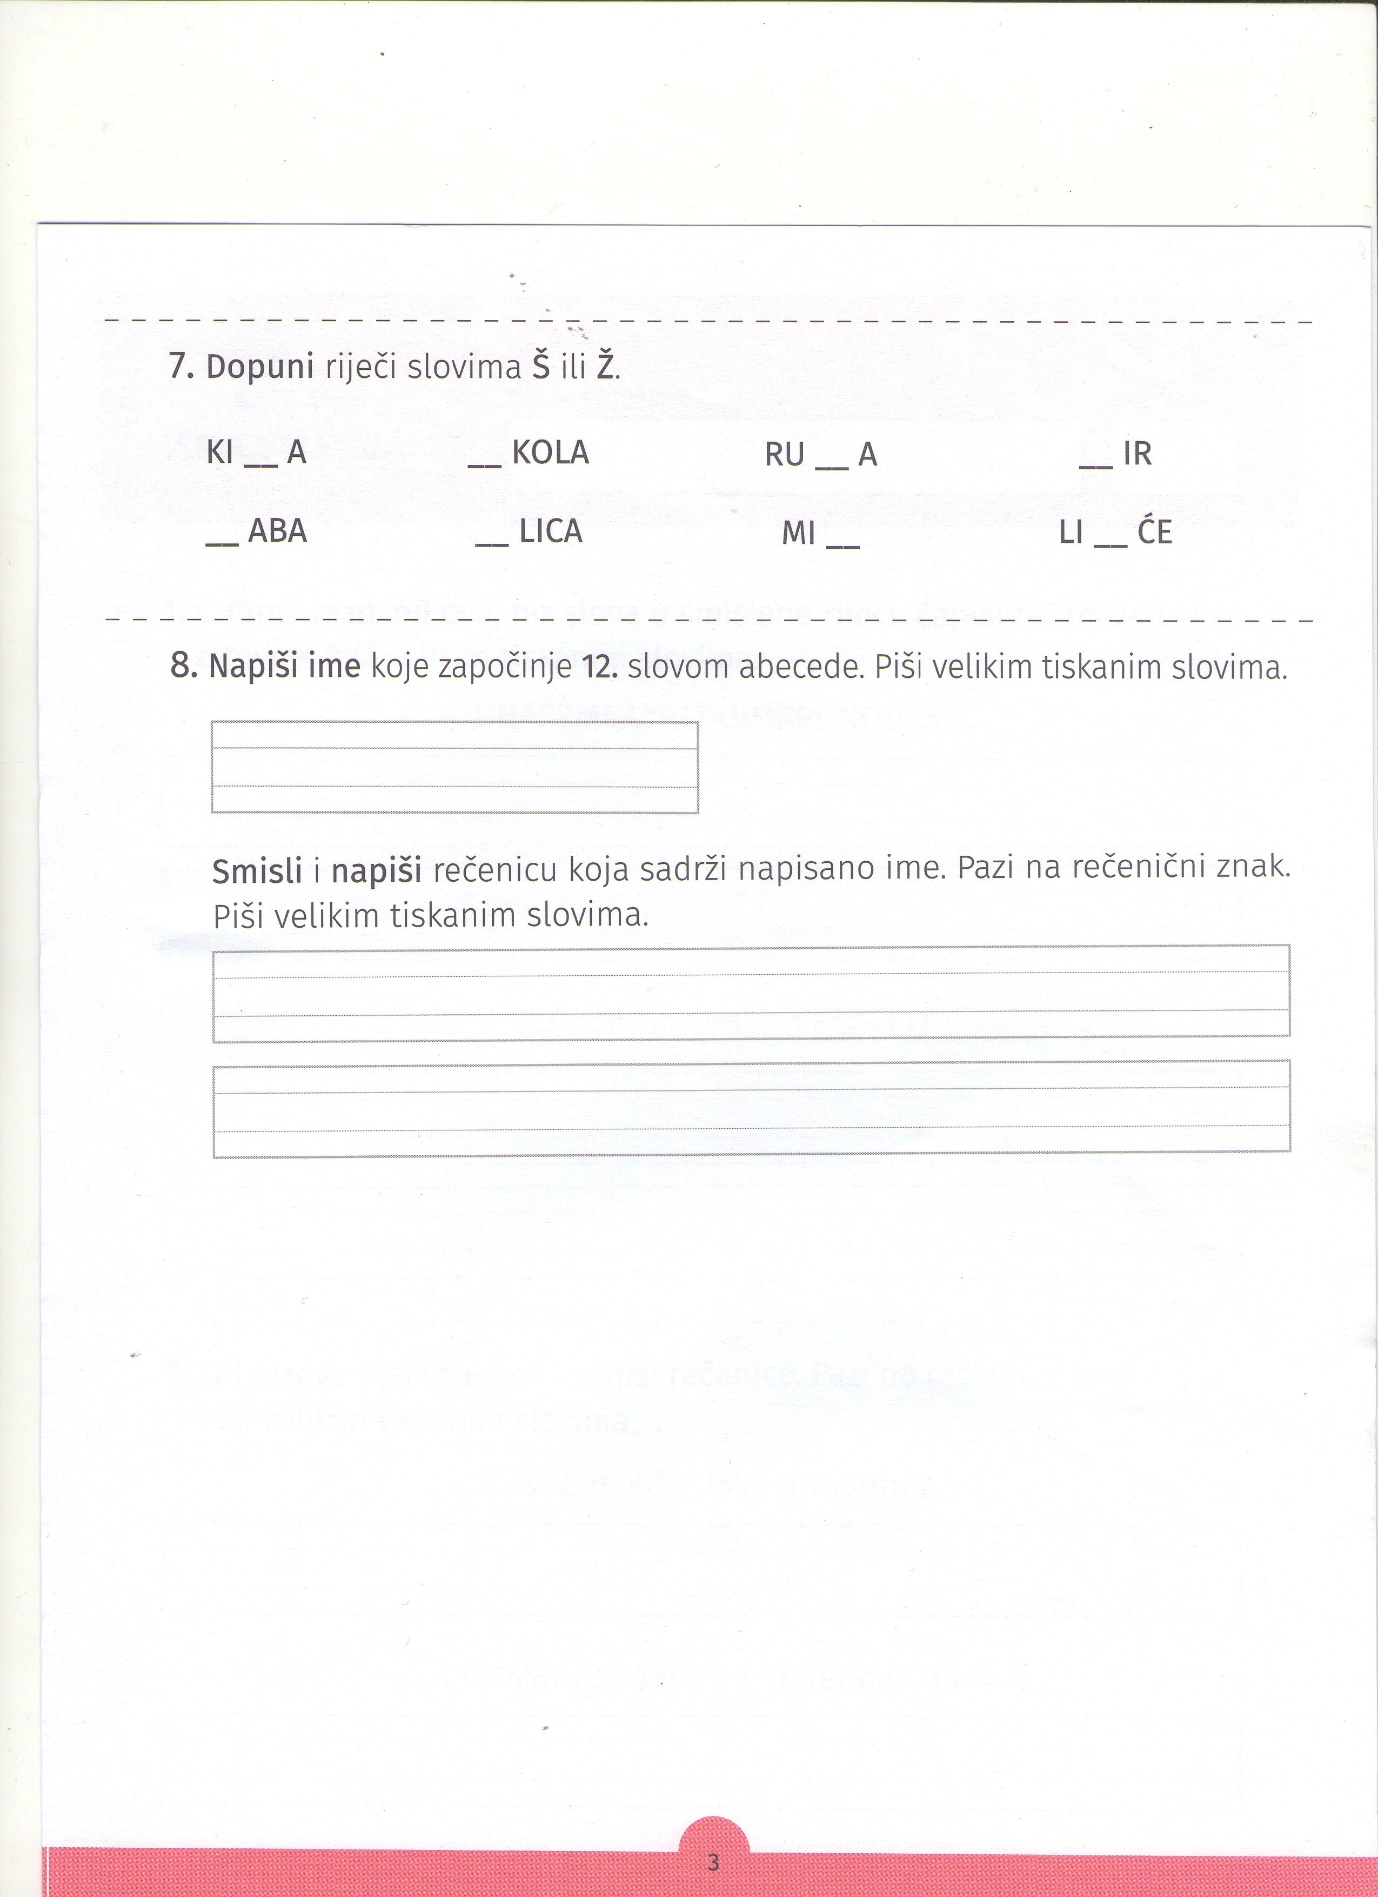 7. Dopuni riječi slovima Š ili Ž.
KI __ A __ KOLA RU __ A __ IR
__ ABA __ LICA MI __ LI __ ĆE
8. Napiši ime koje započinje 12. slovom abecede. Piši velikim tiskanim slovima.
Smisli i napiši rečenicu koja sadrži napisano ime. Pazi na rečenični znak.
Piši velikim tiskanim slovima.
3